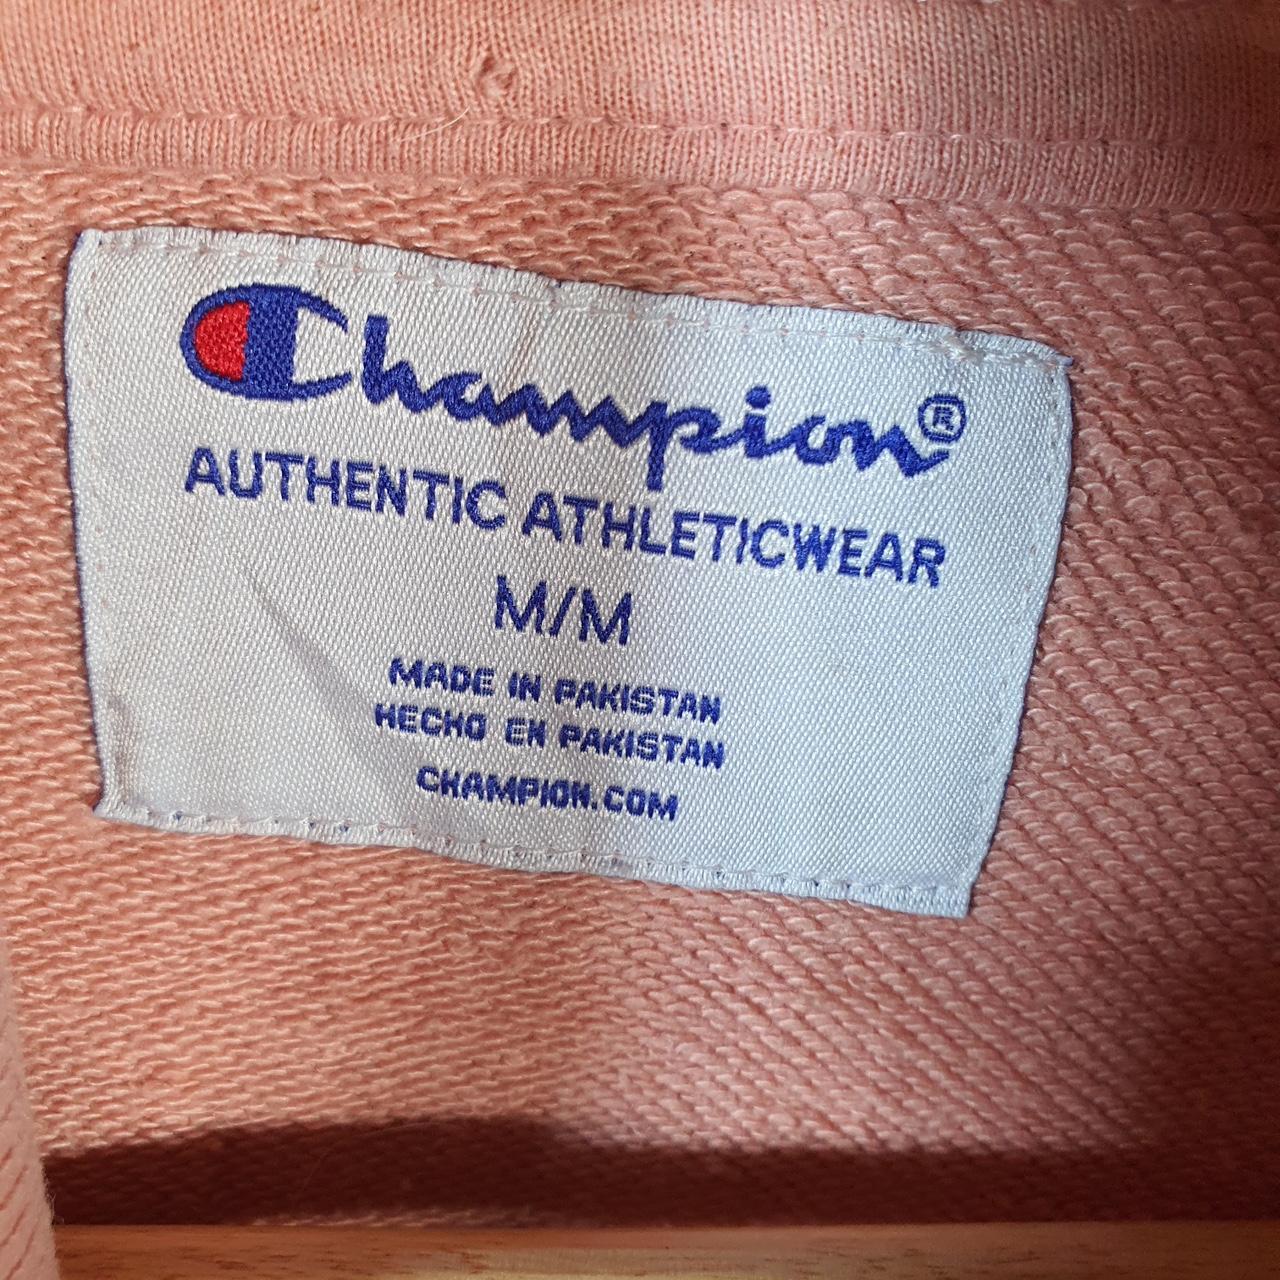 Champion®
AUTHENTIC ATHLETICWEAR
M/M
MADE IN PAKISTAN
HECHO EN PAKISTAN
CHAMPION.COM